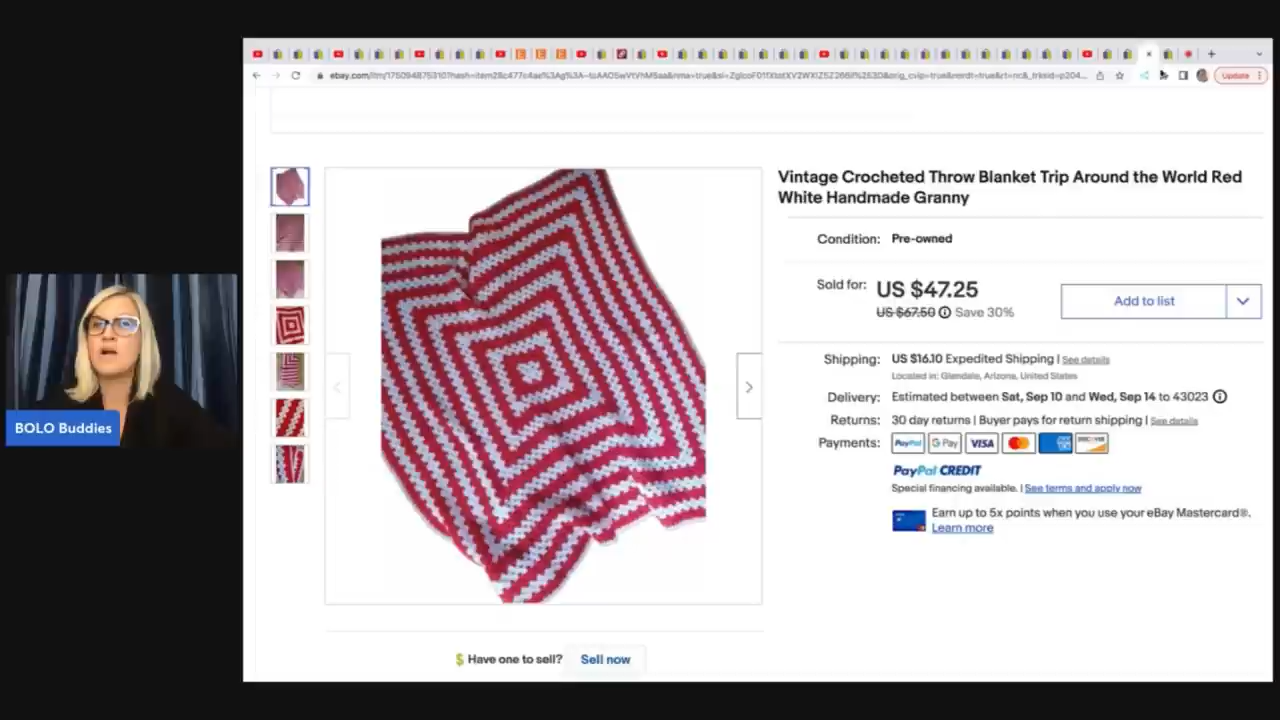 Update
Vintage Crocheted Throw Blanket Trip Around the World Red
White Handmade Granny
Condition: Pre-owned
Sold for: US $47.25
US $67.50 Save 30%
Add to list
Shipping: US $16.10 Expedited Shipping | See details
Located in: Glendale, Arizona, United States
Delivery: Estimated between Sat, Sep 10 and Wed, Sep 14 to 43023
Returns: 30 day returns | Buyer pays for return shipping | See details
Payments: PayPal G Pay VISA DISCOVER
PayPal CREDIT
Special financing available. | See terms and apply now
Earn up to 5x points when you use your eBay Mastercard®.
Learn more
BOLO Buddies
Have one to sell? Sell now